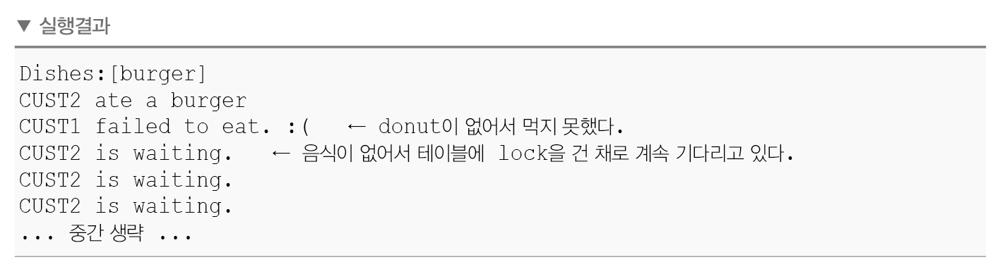 ▼ 실행결과
Dishes:[burger]
CUST2 ate a burger
CUST1 failed to eat. :( ← donut이 없어서 먹지 못했다.
CUST2 is waiting. ← 음식이 없어서 테이블에 lock을 건 채로 계속 기다리고 있다.
CUST2 is waiting.
CUST2 is waiting.
... 중간 생략 ...